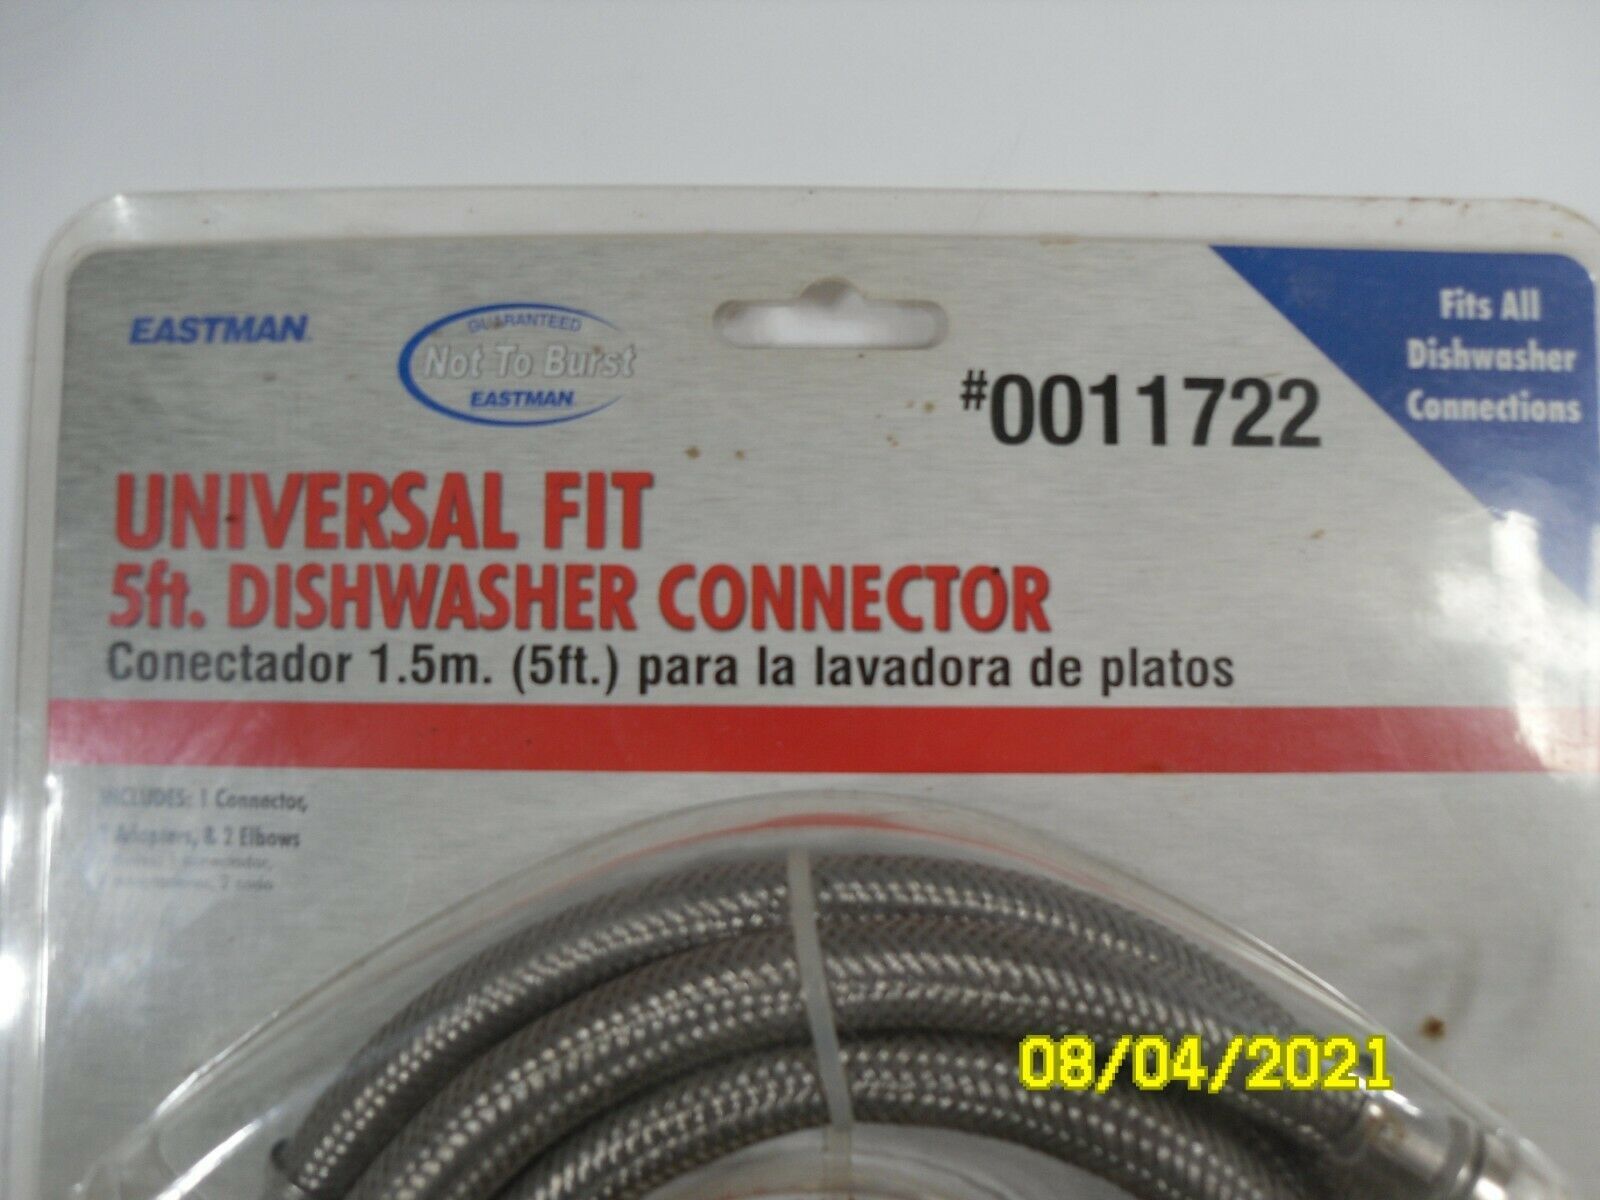 EASTMAN
GUARANTEED
Not To Burst
EASTMAN
#0011722
Fits All
Dishwasher
Connections
UNIVERSAL FIT
5ft. DISHWASHER CONNECTOR
Conectador 1.5m. (5ft.) para la lavadora de platos
INCLUDES: 1 Connector,
Adapters, & 2 Elbows
08/04/2021